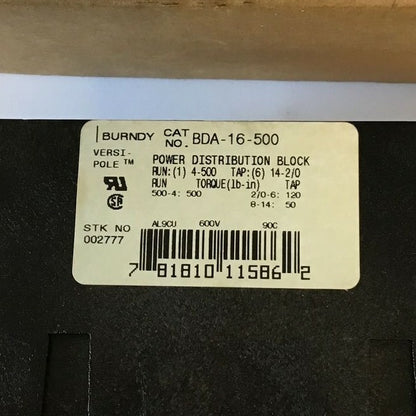 BURNDY CAT NO. BDA-16-500
VERSI-POLE™
POWER DISTRIBUTION BLOCK
RUN:(1) 4-500 TAP:(6) 14-2/0
RUN TORQUE(lb-in) TAP
500-4: 500 2/0-6: 120
8-14: 50
STK NO
002777
AL9CU 600V 90C
7 81810 11586 2